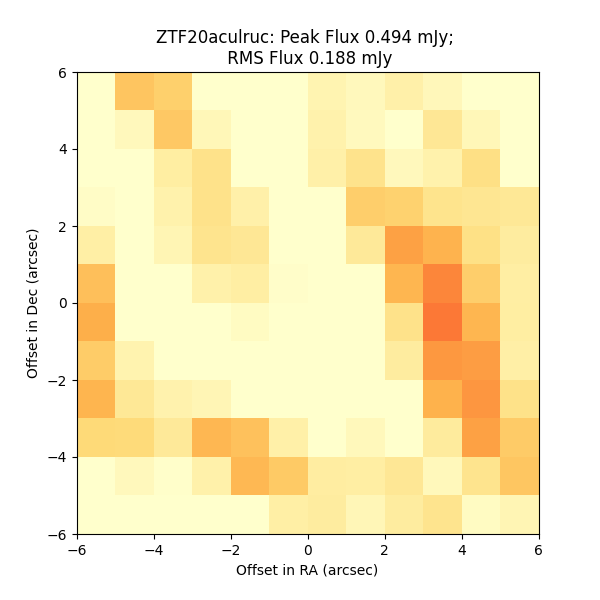 ZTF20aculruc: Peak Flux 0.494 mJy;
RMS Flux 0.188 mJy
6
4
2
0
−2
−4
−6
Offset in Dec (arcsec)
−6 −4 −2 0 2 4 6
Offset in RA (arcsec)